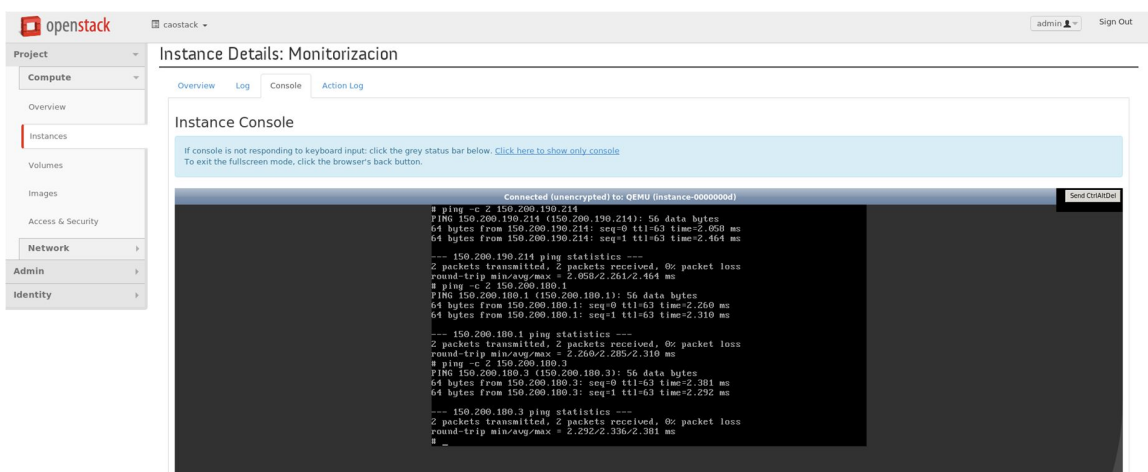 openstack
caostack
admin
Sign Out
Project
Compute
Overview
Instances
Volumes
Images
Access & Security
Network
Admin
Identity
Instance Details: Monitorizacion
Overview Log Console Action Log
Instance Console
If console is not responding to keyboard input: click the grey status bar below. Click here to show only console
To exit the fullscreen mode, click the browser's back button.
Connected (unencrypted) to: QEMU (instance-0000000d)
Send CtrlAltDel
# ping -c 2 150.200.190.214
PING 150.200.190.214 (150.200.190.214): 56 data bytes
64 bytes from 150.200.190.214: seq=0 ttl=63 time=2.058 ms
64 bytes from 150.200.190.214: seq=1 ttl=63 time=2.464 ms
--- 150.200.190.214 ping statistics ---
2 packets transmitted, 2 packets received, 0% packet loss
round-trip min/avg/max = 2.058/2.261/2.464 ms
# ping -c 2 150.200.180.1
PING 150.200.180.1 (150.200.180.1): 56 data bytes
64 bytes from 150.200.180.1: seq=0 ttl=63 time=2.260 ms
64 bytes from 150.200.180.1: seq=1 ttl=63 time=2.310 ms
--- 150.200.180.1 ping statistics ---
2 packets transmitted, 2 packets received, 0% packet loss
round-trip min/avg/max = 2.260/2.285/2.310 ms
# ping -c 2 150.200.180.3
PING 150.200.180.3 (150.200.180.3): 56 data bytes
64 bytes from 150.200.180.3: seq=0 ttl=63 time=2.381 ms
64 bytes from 150.200.180.3: seq=1 ttl=63 time=2.292 ms
--- 150.200.180.3 ping statistics ---
2 packets transmitted, 2 packets received, 0% packet loss
round-trip min/avg/max = 2.292/2.336/2.381 ms
# _